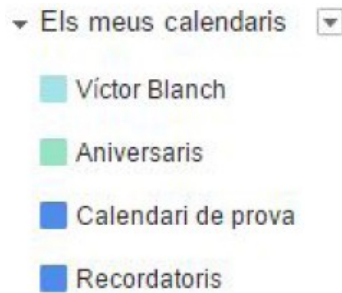 Els meus calendaris
Víctor Blanch
Aniversaris
Calendari de prova
Recordatoris